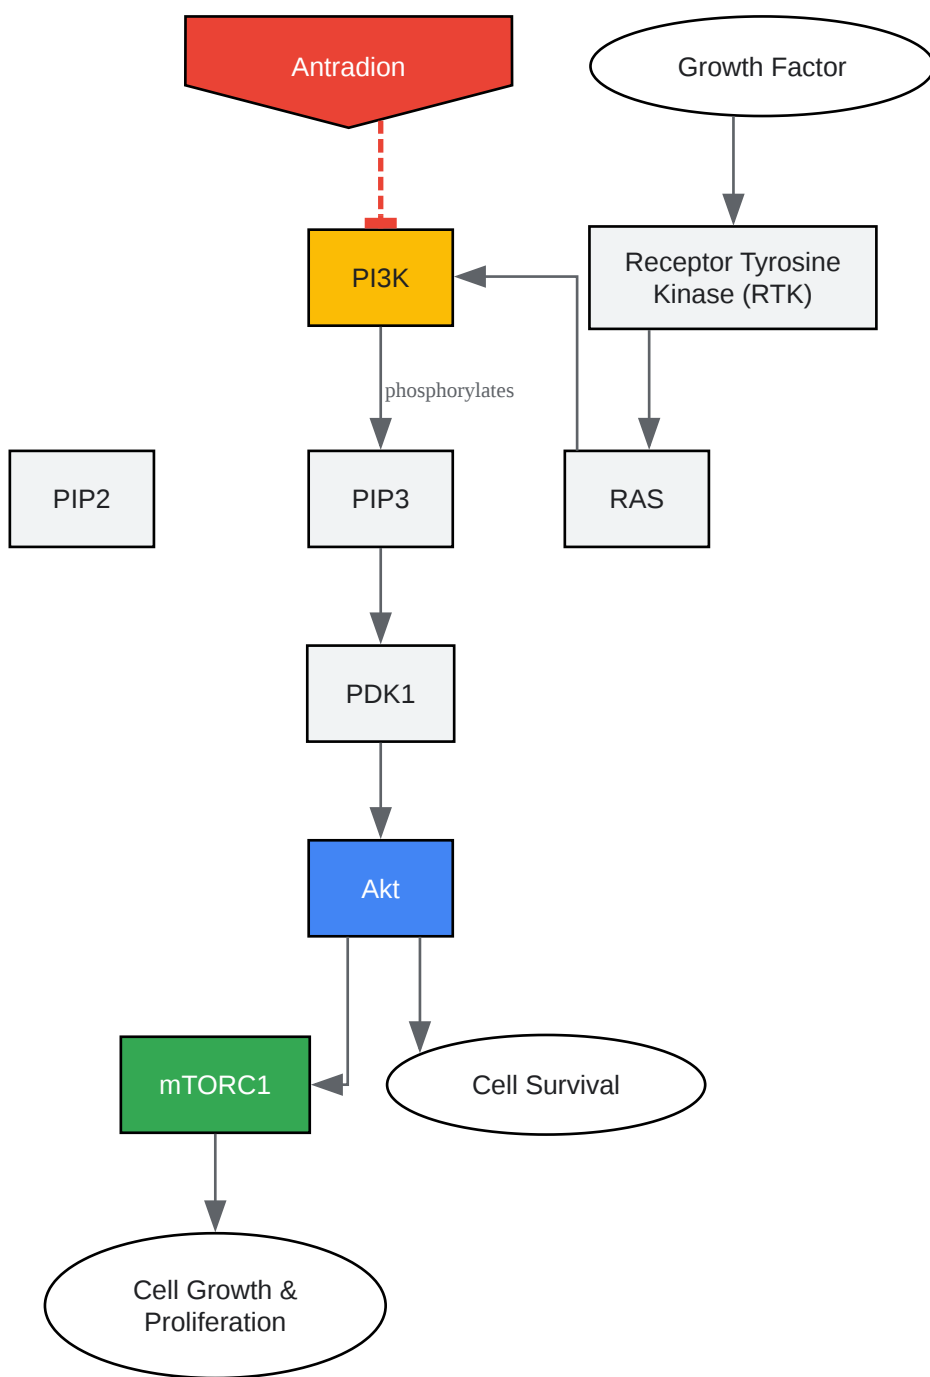 Antradion
Growth Factor
PI3K
Receptor Tyrosine
Kinase (RTK)
phosphorylates
PIP2
PIP3
RAS
PDK1
Akt
mTORC1
Cell Survival
Cell Growth &
Proliferation